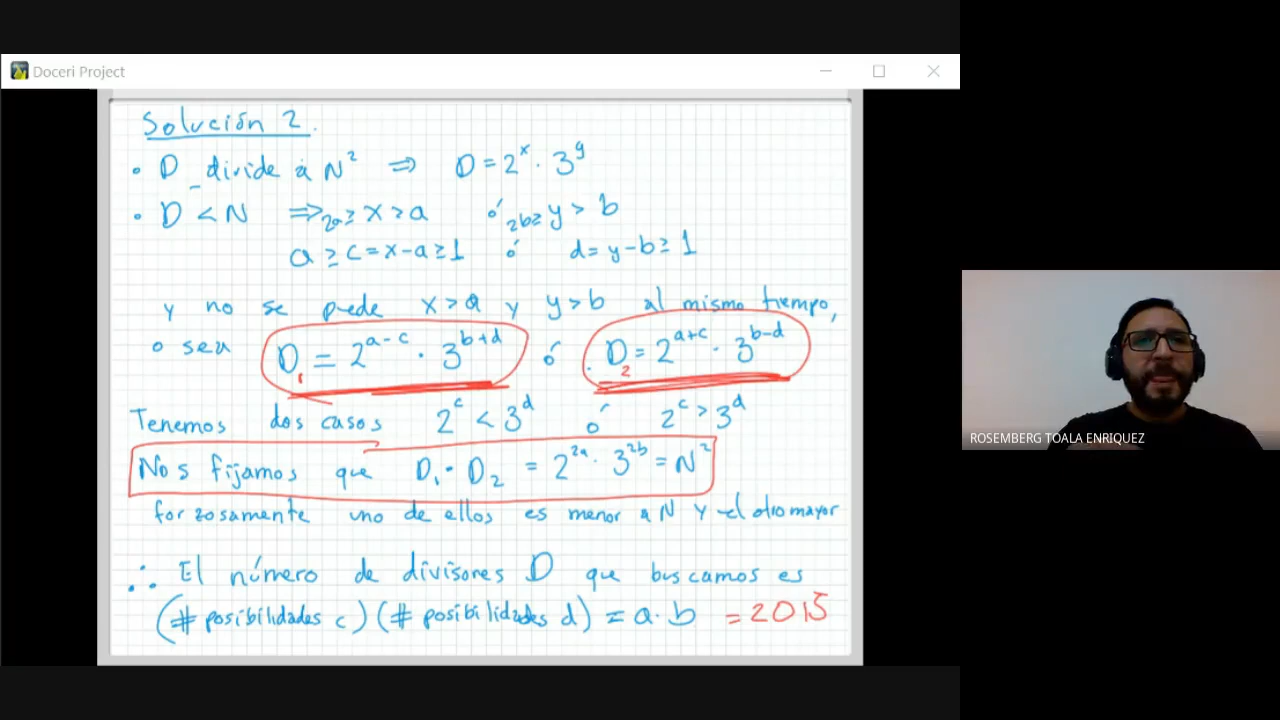 Doceri Project
Solución 2.
• D divide a N² ⇒ D = 2^x · 3^y
• D < N ⇒ 2a ≥ x > a ó 2b ≥ y > b
a ≥ c = x - a ≥ 1 ó d = y - b ≥ 1
y no se puede x > a y y > b al mismo tiempo,
o sea D₁ = 2^{a-c} · 3^{b+d} ó D₂ = 2^{a+c} · 3^{b-d}
Tenemos dos casos 2^c < 3^d ó 2^c > 3^d
Nos fijamos que D₁ · D₂ = 2^{2a} · 3^{2b} = N²
forzosamente uno de ellos es menor a N y el otro mayor
∴ El número de divisores D que buscamos es
(# posibilidades c) (# posibilidades d) = a · b = 2015
ROSEMBERG TOALA ENRIQUEZ